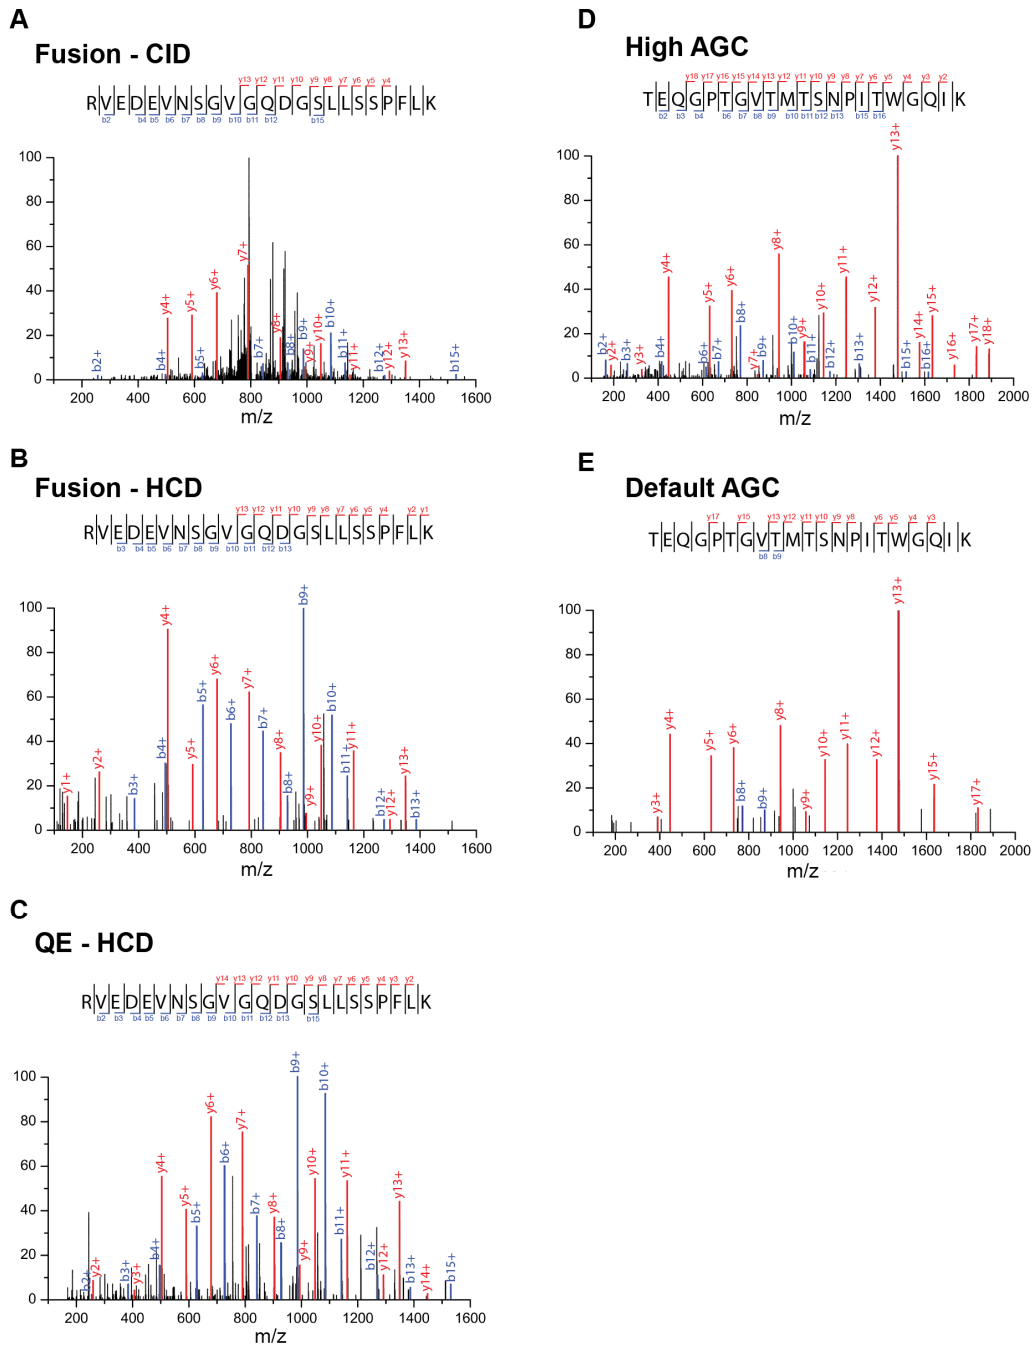 A
Fusion - CID
y13 y12 y11 y10 y9 y8 y7 y6 y5 y4
RVEDEVNSGVGQDGSLLSSPFLK
b2 b4 b5 b6 b7 b8 b9 b10 b11 b12 b15
100
80
60
40
20
0
b2+ b4+ y4+ y5+ b5+ y6+ y7+ b7+ y8+ b8+ b9+ y9+ y10+ b10+ b11+ y11+ b12+ y12+ y13+ b15+
200 400 600 800 1000 1200 1400 1600
m/z
B
Fusion - HCD
y13 y12 y11 y10 y9 y8 y7 y6 y5 y4 y2 y1
RVEDEVNSGVGQDGSLLSSPFLK
b3 b4 b5 b6 b7 b8 b9 b10 b11 b12 b13
100
80
60
40
20
0
y1+ y2+ b3+ b4+ y4+ y5+ b5+ y6+ b6+ y7+ b7+ y8+ b8+ b9+ y9+ y10+ b10+ b11+ y11+ b12+ y12+ y13+ b13+
200 400 600 800 1000 1200 1400 1600
m/z
C
QE - HCD
y14 y13 y12 y11 y10 y9 y8 y7 y6 y5 y4 y3 y2
RVEDEVNSGVGQDGSLLSSPFLK
b2 b3 b4 b5 b6 b7 b8 b9 b10 b11 b12 b13 b15
100
80
60
40
20
0
b2+ y2+ b3+ y3+ b4+ y4+ y5+ b5+ y6+ b6+ y7+ b7+ y8+ b8+ b9+ y9+ y10+ b10+ b11+ y11+ b12+ y12+ y13+ b13+ y14+ b15+
200 400 600 800 1000 1200 1400 1600
m/z
D
High AGC
y18 y17 y16 y15 y14 y13 y12 y11 y10 y9 y8 y7 y6 y5 y4 y3 y2
TEQGPTGVTMTSNPITWGQIK
b2 b3 b4 b6 b7 b8 b9 b10 b11 b12 b13 b15 b16
100
80
60
40
20
0
b2+ y2+ b3+ y3+ b4+ y4+ b6+ y5+ b7+ y6+ b8+ y7+ b9+ y8+ b10+ y9+ b11+ y10+ b12+ y11+ b13+ y12+ y13+ b15+ y14+ b16+ y15+ y16+ y17+ y18+
200 400 600 800 1000 1200 1400 1600 1800 2000
m/z
E
Default AGC
y17 y15 y13 y12 y11 y10 y9 y8 y6 y5 y4 y3
TEQGPTGVTMTSNPITWGQIK
b8 b9
100
80
60
40
20
0
y3+ y4+ y5+ y6+ b8+ b9+ y8+ y9+ y10+ y11+ y12+ y13+ y15+ y17+
200 400 600 800 1000 1200 1400 1600 1800 2000
m/z